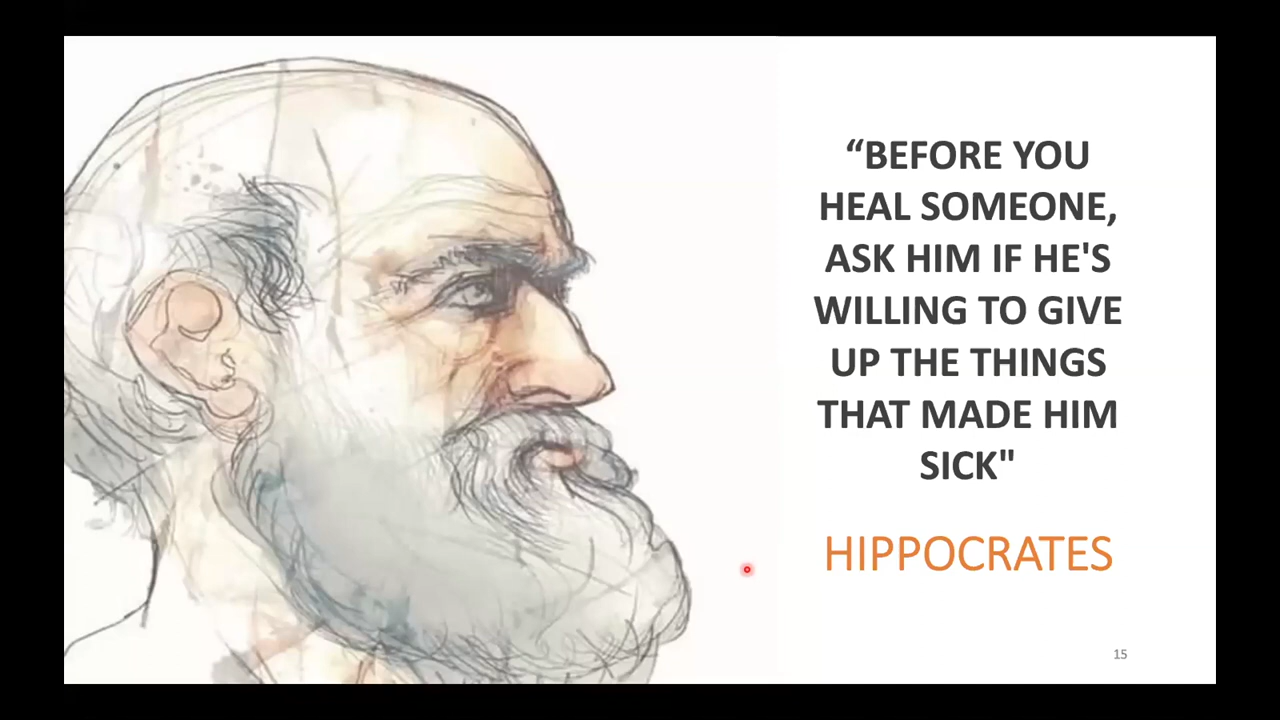 “BEFORE YOU
HEAL SOMEONE,
ASK HIM IF HE'S
WILLING TO GIVE
UP THE THINGS
THAT MADE HIM
SICK"
HIPPOCRATES
15